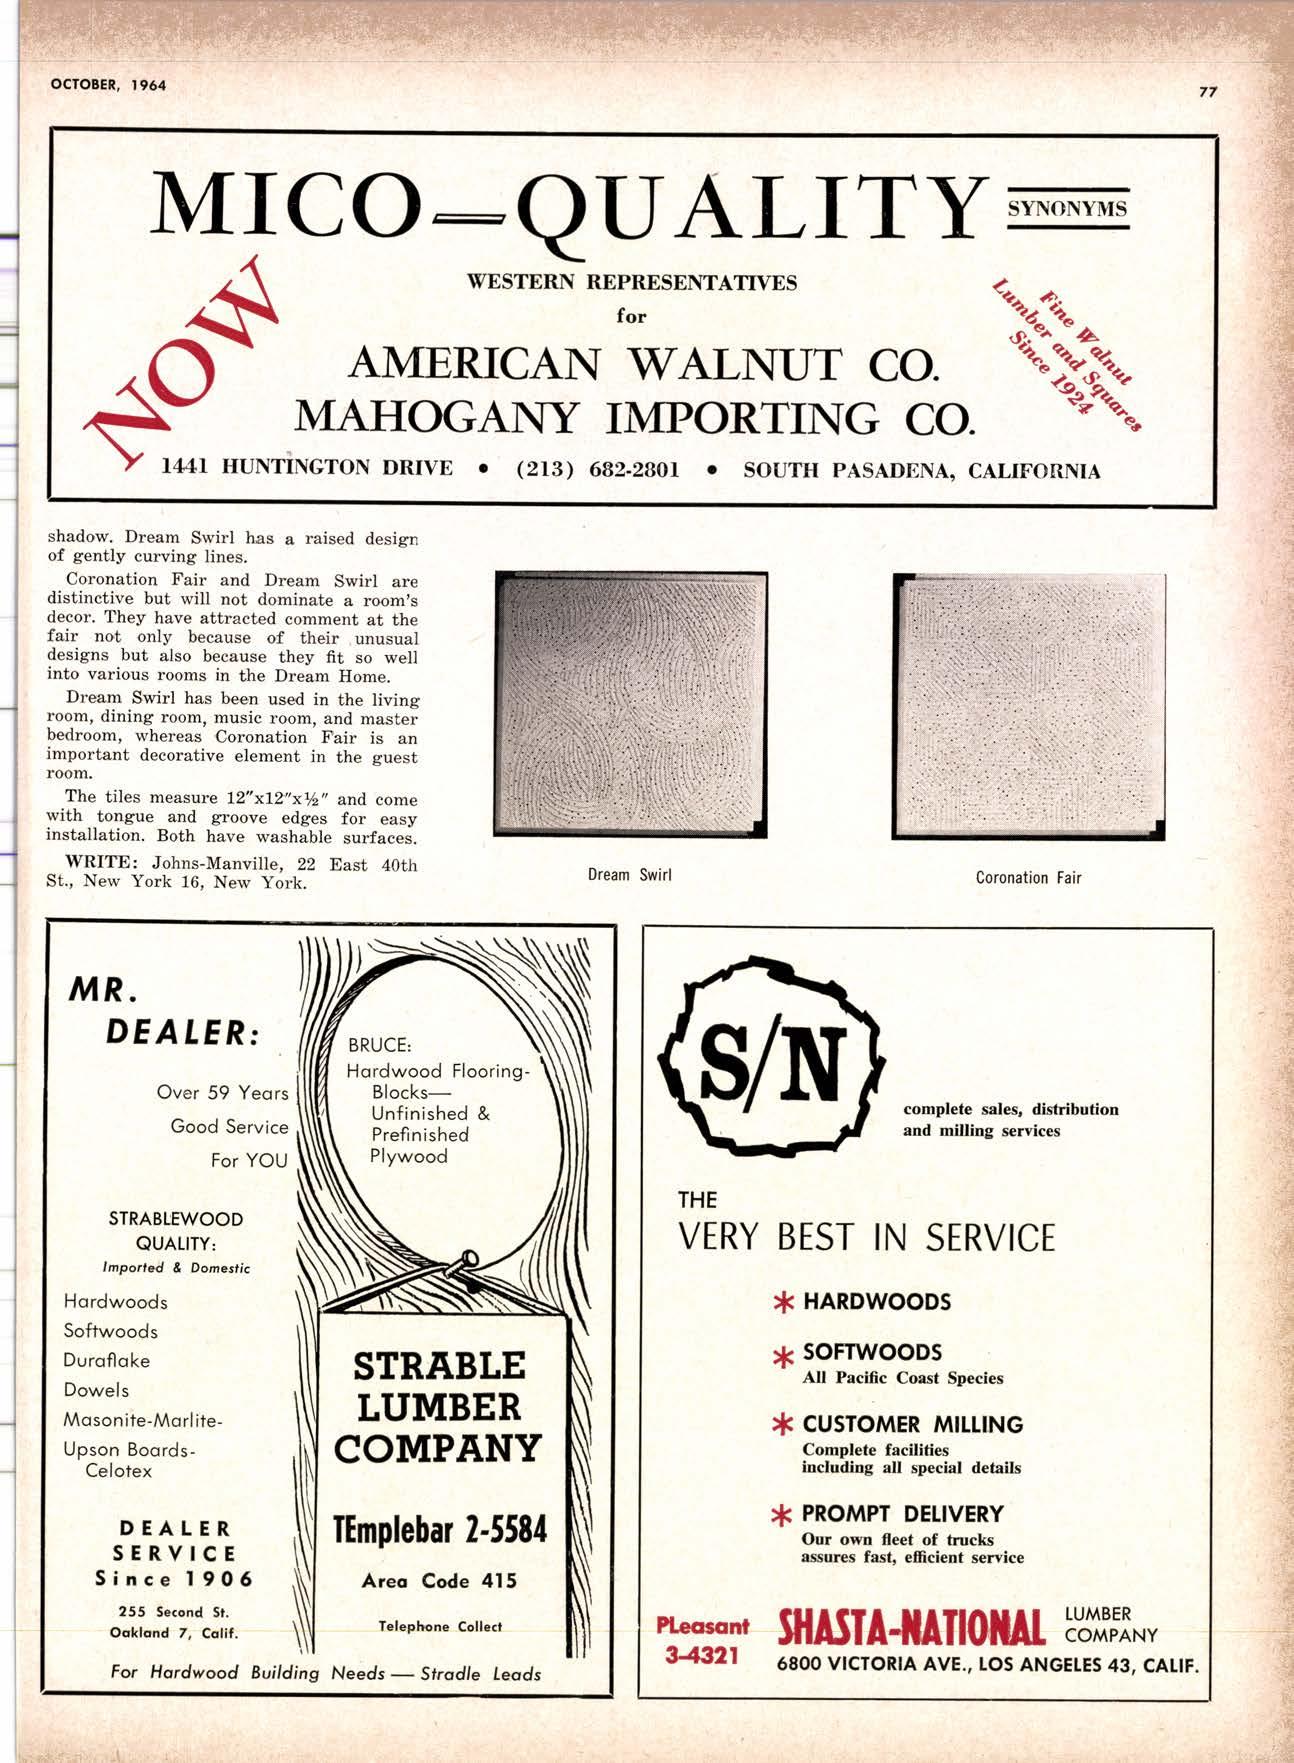 OCTOBER, 1964
77
MICO—QUALITY SYNONYMS
NOW
WESTERN REPRESENTATIVES
for
AMERICAN WALNUT CO.
MAHOGANY IMPORTING CO.
Fine Walnut
Lumber and Squares
Since 1924
1441 HUNTINGTON DRIVE • (213) 682-2801 • SOUTH PASADENA, CALIFORNIA
shadow. Dream Swirl has a raised design
of gently curving lines.
Coronation Fair and Dream Swirl are
distinctive but will not dominate a room's
decor. They have attracted comment at the
fair not only because of their unusual
designs but also because they fit so well
into various rooms in the Dream Home.
Dream Swirl has been used in the living
room, dining room, music room, and master
bedroom, whereas Coronation Fair is an
important decorative element in the guest
room.
The tiles measure 12"x12"x½" and come
with tongue and groove edges for easy
installation. Both have washable surfaces.
WRITE: Johns-Manville, 22 East 40th
St., New York 16, New York.
Dream Swirl
Coronation Fair
MR.
DEALER:
Over 59 Years
Good Service
For YOU
STRABLEWOOD
QUALITY:
Imported & Domestic
Hardwoods
Softwoods
Duraflake
Dowels
Masonite-Marlite-
Upson Boards-
Celotex
DEALER
SERVICE
Since 1906
255 Second St.
Oakland 7, Calif.
BRUCE:
Hardwood Flooring-
Blocks—
Unfinished &
Prefinished
Plywood
STRABLE
LUMBER
COMPANY
TEmplebar 2-5584
Area Code 415
Telephone Collect
For Hardwood Building Needs — Stradle Leads
S/N
complete sales, distribution
and milling services
THE
VERY BEST IN SERVICE
* HARDWOODS
* SOFTWOODS
All Pacific Coast Species
* CUSTOMER MILLING
Complete facilities
including all special details
* PROMPT DELIVERY
Our own fleet of trucks
assures fast, efficient service
PLeasant
3-4321
SHASTA-NATIONAL LUMBER
COMPANY
6800 VICTORIA AVE., LOS ANGELES 43, CALIF.